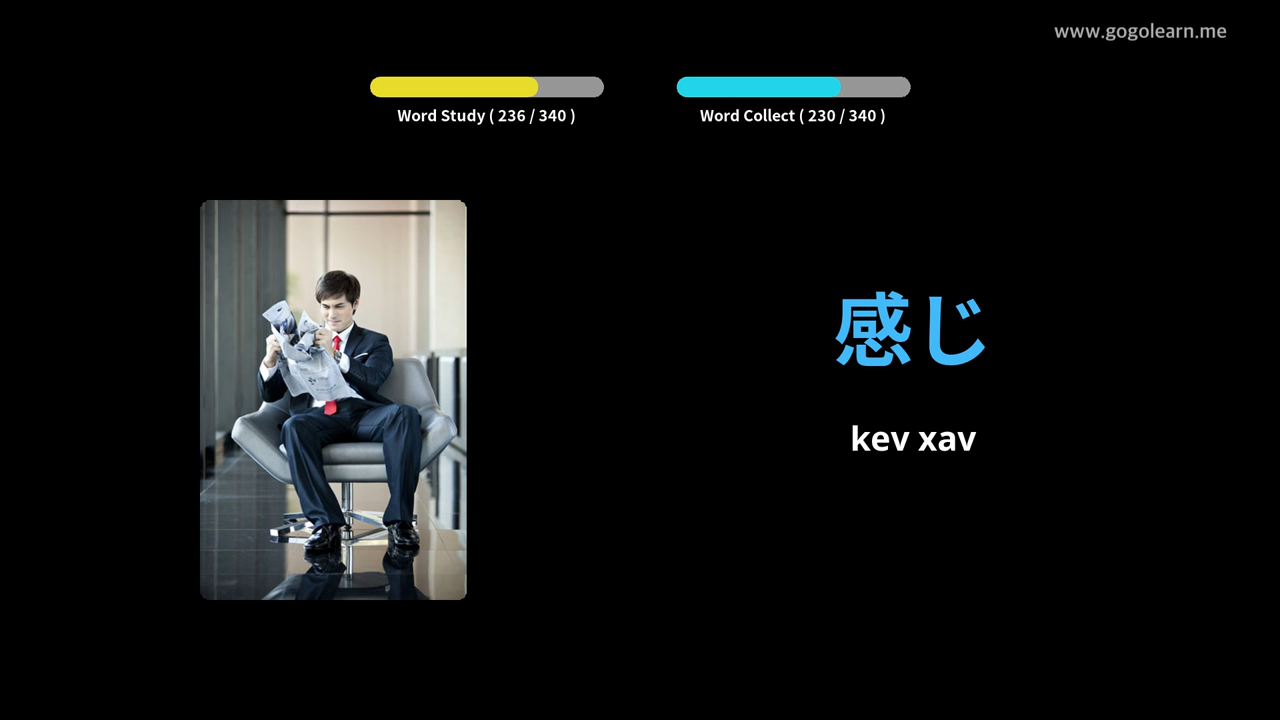 www.gogolearn.me
Word Study ( 236 / 340 )
Word Collect ( 230 / 340 )
感じ
kev xav